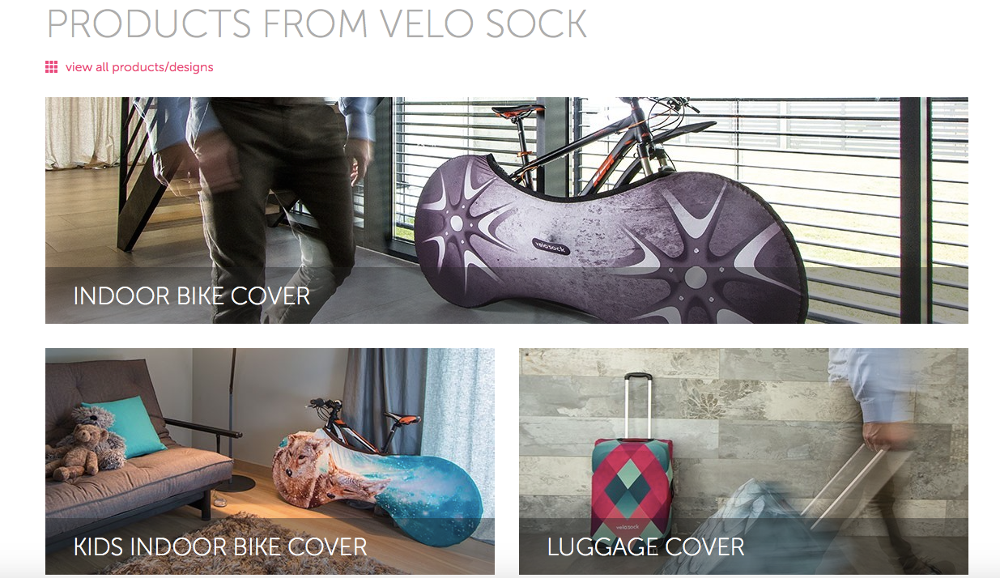 PRODUCTS FROM VELO SOCK
view all products/designs
velosock
INDOOR BIKE COVER
KIDS INDOOR BIKE COVER
velosock
LUGGAGE COVER